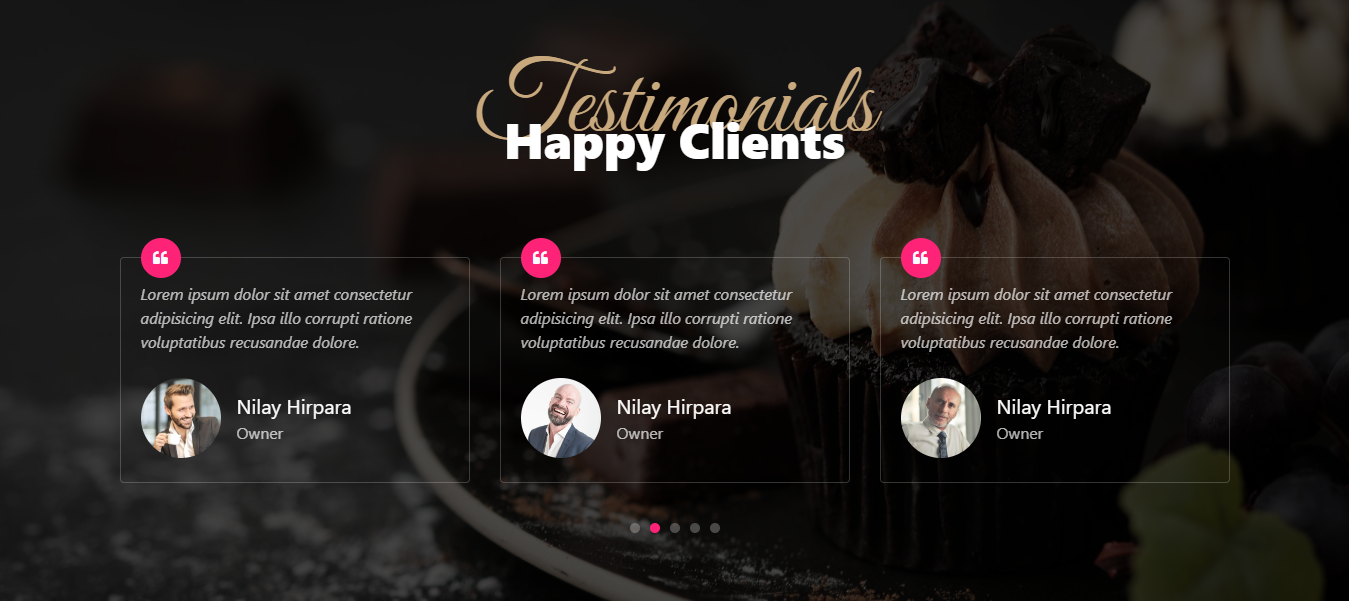 Testimonials
Happy Clients
Lorem ipsum dolor sit amet consectetur
adipisicing elit. Ipsa illo corrupti ratione
voluptatibus recusandae dolore.
Nilay Hirpara
Owner
Lorem ipsum dolor sit amet consectetur
adipisicing elit. Ipsa illo corrupti ratione
voluptatibus recusandae dolore.
Nilay Hirpara
Owner
Lorem ipsum dolor sit amet consectetur
adipisicing elit. Ipsa illo corrupti ratione
voluptatibus recusandae dolore.
Nilay Hirpara
Owner